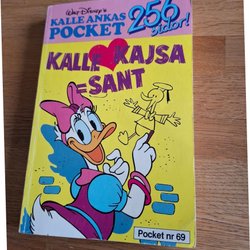 WALT DISNEY'S
KALLE ANKAS
POCKET
256
sidor!
KALLE KAJSA
=SANT
Pocket nr 69